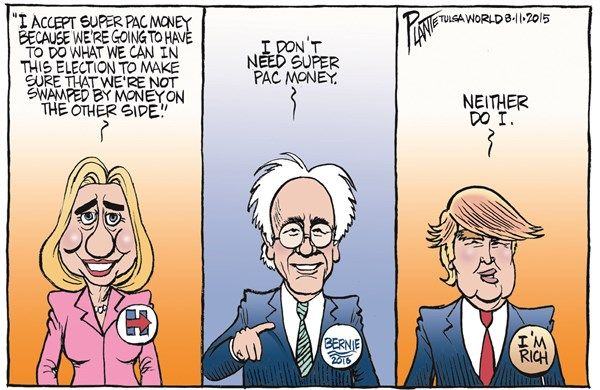 "I ACCEPT SUPER PAC MONEY
BECAUSE WE'RE GOING TO HAVE
TO DO WHAT WE CAN IN
THIS ELECTION TO MAKE
SURE THAT WE'RE NOT
SWAMPED BY MONEY ON
THE OTHER SIDE."
H
I DON'T
NEED SUPER
PAC MONEY.
BERNIE
2016
PLANTE TULSA WORLD 8-11-2015
NEITHER
DO I.
I'M
RICH